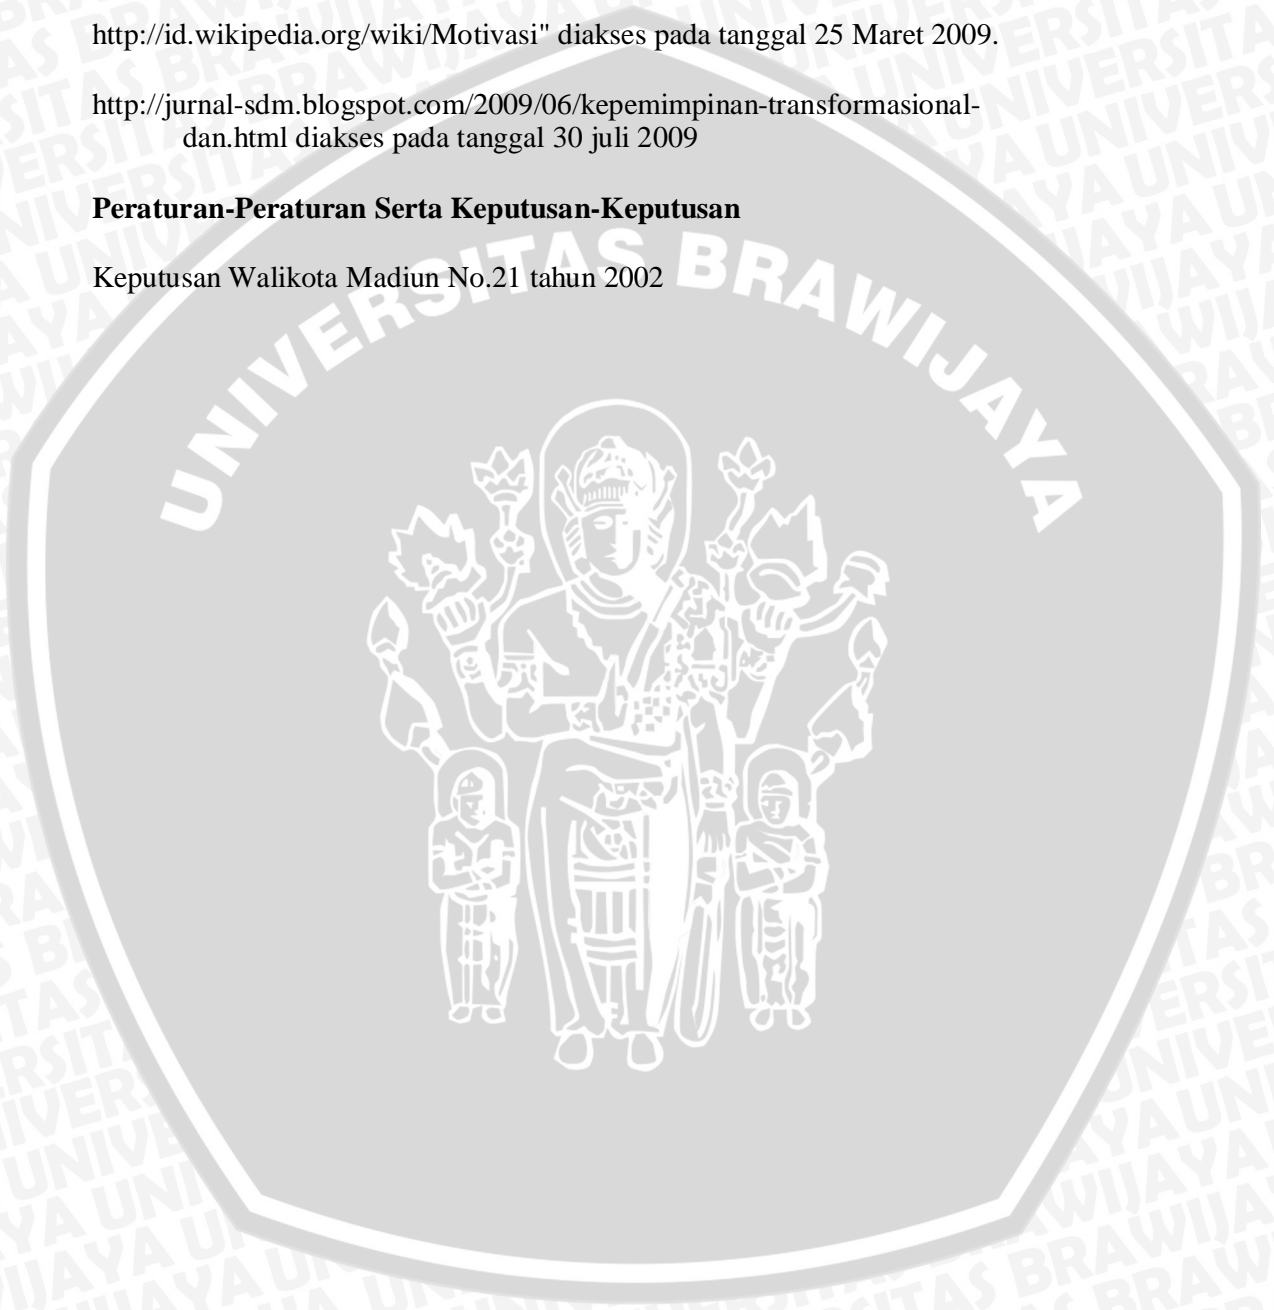 http://id.wikipedia.org/wiki/Motivasi" diakses pada tanggal 25 Maret 2009.
http://jurnal-sdm.blogspot.com/2009/06/kepemimpinan-transformasional-
dan.html diakses pada tanggal 30 juli 2009
Peraturan-Peraturan Serta Keputusan-Keputusan
Keputusan Walikota Madiun No.21 tahun 2002
UNIVERSITAS BRAWIJAYA